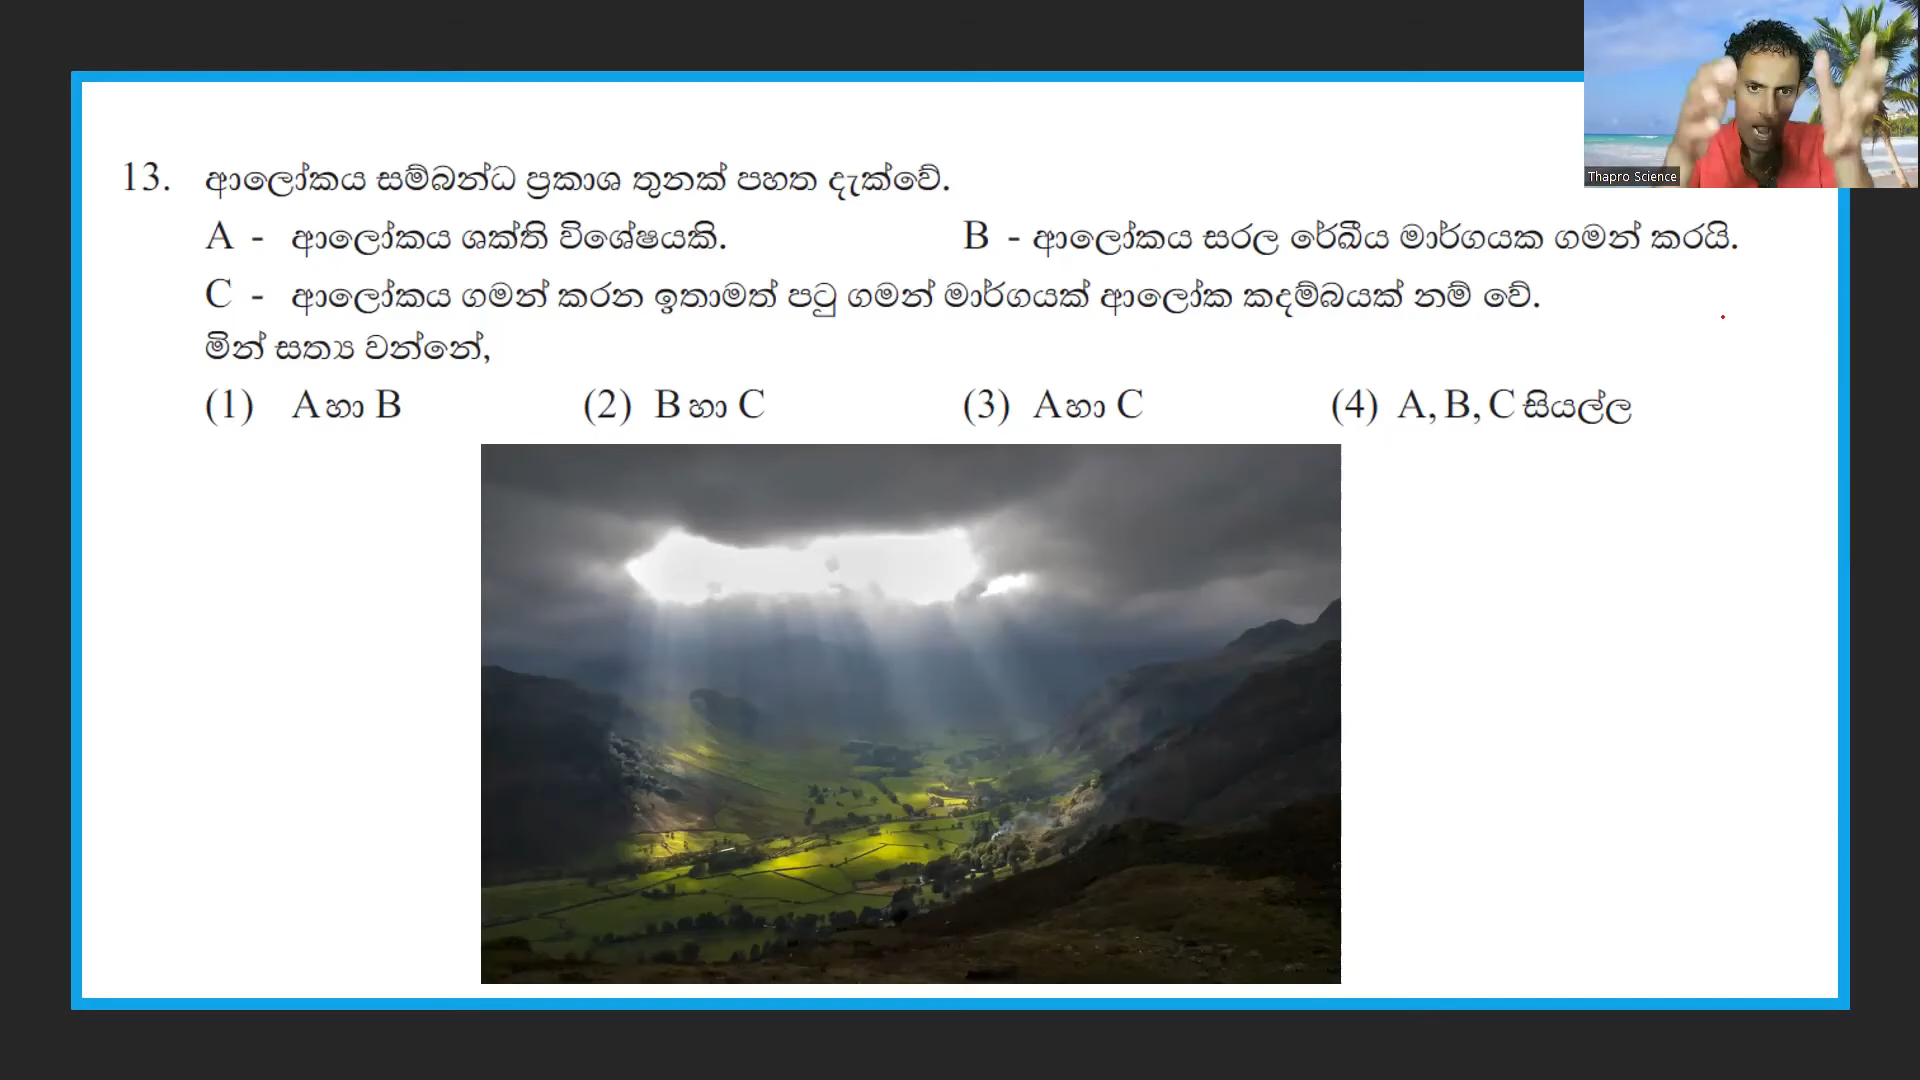 13. ආලෝකය සම්බන්ධ ප්‍රකාශ තුනක් පහත දැක්වේ.
A - ආලෝකය ශක්ති විශේෂයකි. B - ආලෝකය සරල රේඛීය මාර්ගයක ගමන් කරයි.
C - ආලෝකය ගමන් කරන ඉතාමත් පටු ගමන් මාර්ගයක් ආලෝක කදම්බයක් නම් වේ.
මින් සත්‍ය වන්නේ,
(1) A හා B (2) B හා C (3) A හා C (4) A, B, C සියල්ල
Thapro Science